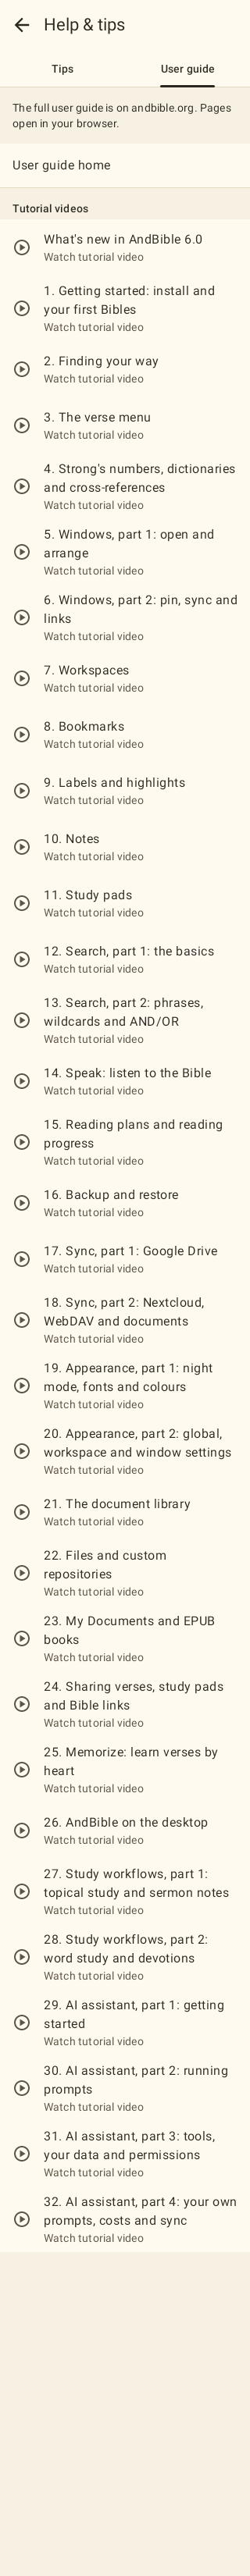 Help & tips
Tips
User guide
The full user guide is on andbible.org. Pages
open in your browser.
User guide home
Tutorial videos
What's new in AndBible 6.0
Watch tutorial video
1. Getting started: install and
your first Bibles
Watch tutorial video
2. Finding your way
Watch tutorial video
3. The verse menu
Watch tutorial video
4. Strong's numbers, dictionaries
and cross-references
Watch tutorial video
5. Windows, part 1: open and
arrange
Watch tutorial video
6. Windows, part 2: pin, sync and
links
Watch tutorial video
7. Workspaces
Watch tutorial video
8. Bookmarks
Watch tutorial video
9. Labels and highlights
Watch tutorial video
10. Notes
Watch tutorial video
11. Study pads
Watch tutorial video
12. Search, part 1: the basics
Watch tutorial video
13. Search, part 2: phrases,
wildcards and AND/OR
Watch tutorial video
14. Speak: listen to the Bible
Watch tutorial video
15. Reading plans and reading
progress
Watch tutorial video
16. Backup and restore
Watch tutorial video
17. Sync, part 1: Google Drive
Watch tutorial video
18. Sync, part 2: Nextcloud,
WebDAV and documents
Watch tutorial video
19. Appearance, part 1: night
mode, fonts and colours
Watch tutorial video
20. Appearance, part 2: global,
workspace and window settings
Watch tutorial video
21. The document library
Watch tutorial video
22. Files and custom
repositories
Watch tutorial video
23. My Documents and EPUB
books
Watch tutorial video
24. Sharing verses, study pads
and Bible links
Watch tutorial video
25. Memorize: learn verses by
heart
Watch tutorial video
26. AndBible on the desktop
Watch tutorial video
27. Study workflows, part 1:
topical study and sermon notes
Watch tutorial video
28. Study workflows, part 2:
word study and devotions
Watch tutorial video
29. AI assistant, part 1: getting
started
Watch tutorial video
30. AI assistant, part 2: running
prompts
Watch tutorial video
31. AI assistant, part 3: tools,
your data and permissions
Watch tutorial video
32. AI assistant, part 4: your own
prompts, costs and sync
Watch tutorial video